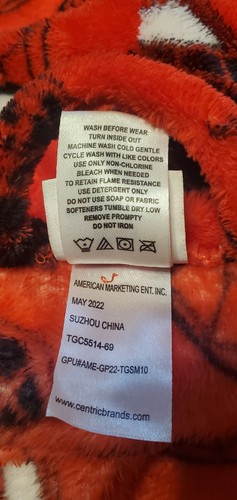 WASH BEFORE WEAR
TURN INSIDE OUT
MACHINE WASH COLD GENTLE
CYCLE WASH WITH LIKE COLORS
USE ONLY NON-CHLORINE
BLEACH WHEN NEEDED
TO RETAIN FLAME RESISTANCE
USE DETERGENT ONLY
DO NOT USE SOAP OR FABRIC
SOFTENERS TUMBLE DRY LOW
REMOVE PROMPTY
DO NOT IRON
AMERICAN MARKETING ENT. INC.
MAY 2022
SUZHOU CHINA
TGC5514-69
GPU#AME-GP22-TGSM10
www.centricbrands.com